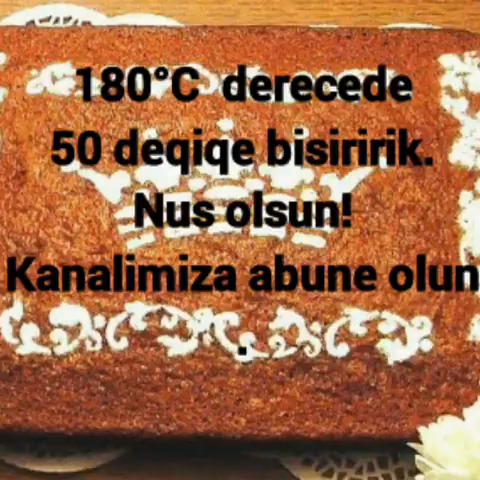 180°C derecede
50 deqiqe bisiririk.
Nus olsun!
Kanalimiza abune olun
.